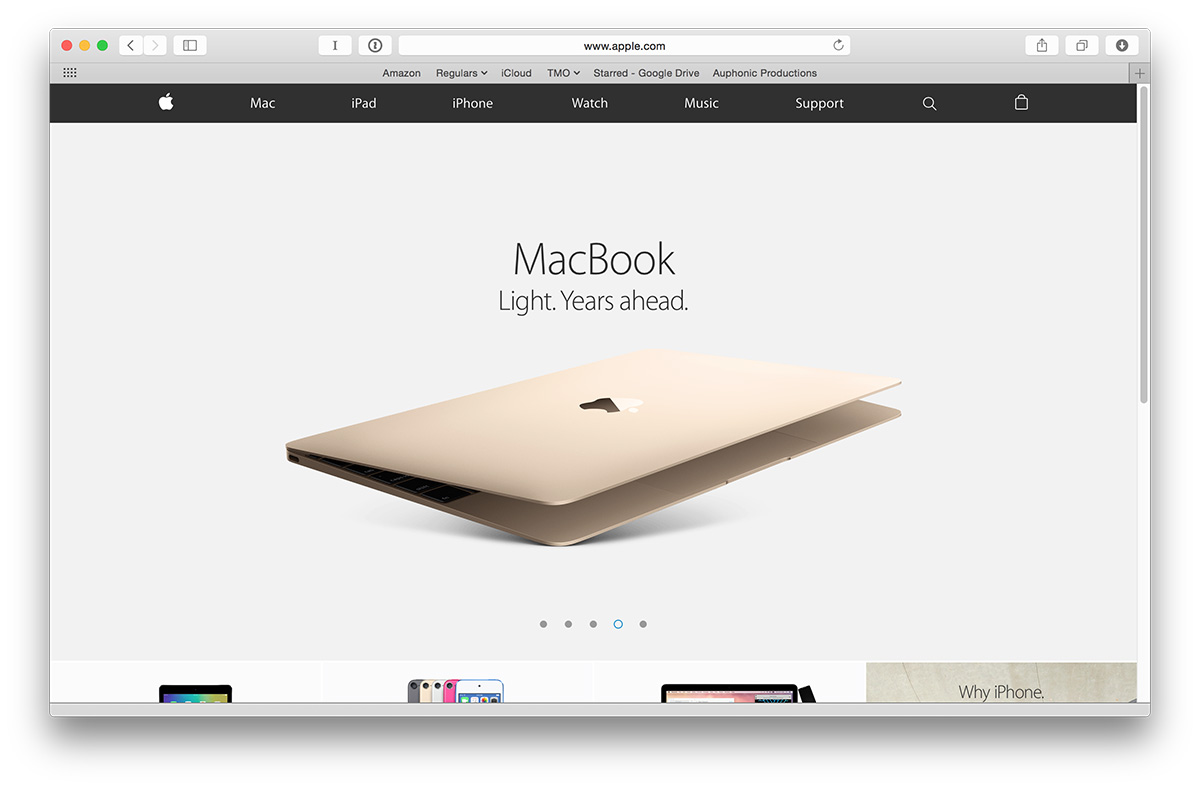 I
www.apple.com
Amazon Regulars iCloud TMO Starred - Google Drive Auphonic Productions
Mac iPad iPhone Watch Music Support
MacBook
Light. Years ahead.
Why iPhone.